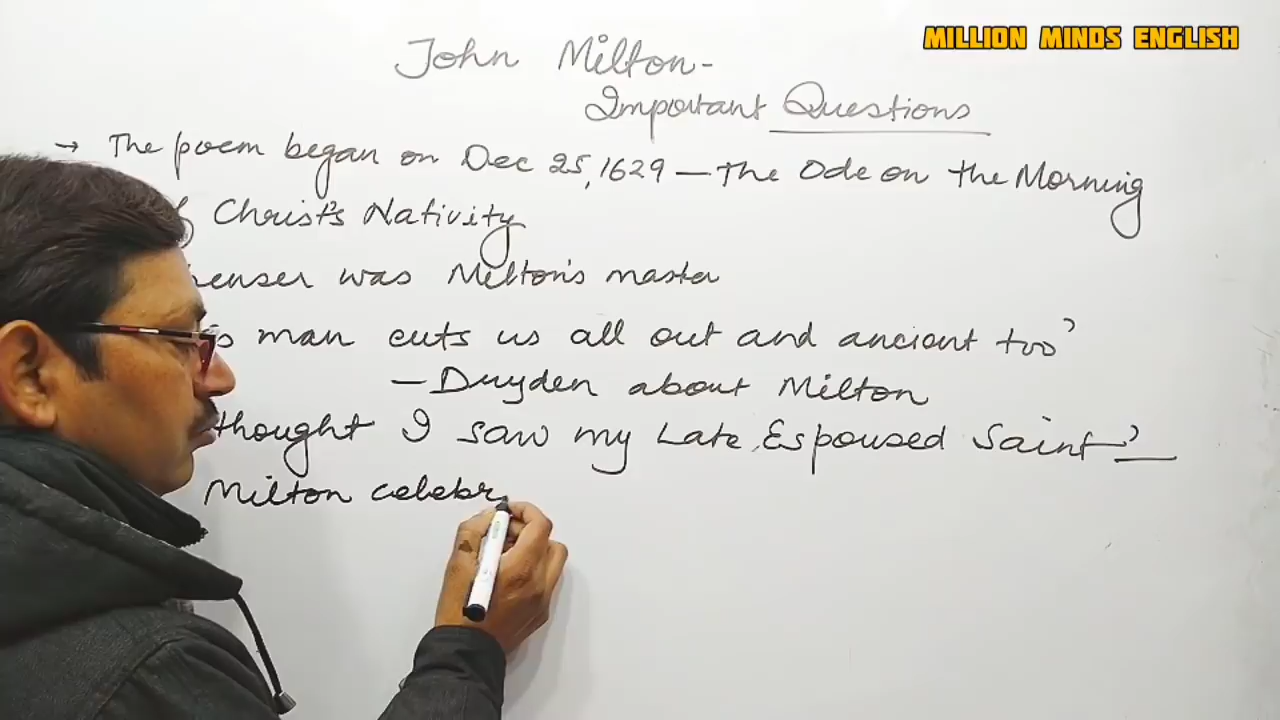 MILLION MINDS ENGLISH
John Milton-
Important Questions
→ The poem began on Dec 25, 1629 — The Ode on the Morning
Christ's Nativity
was Milton's master
man cuts us all out and ancient too'
— Dryden about Milton
thought I saw my Late Espoused Saint' —
Milton celebr